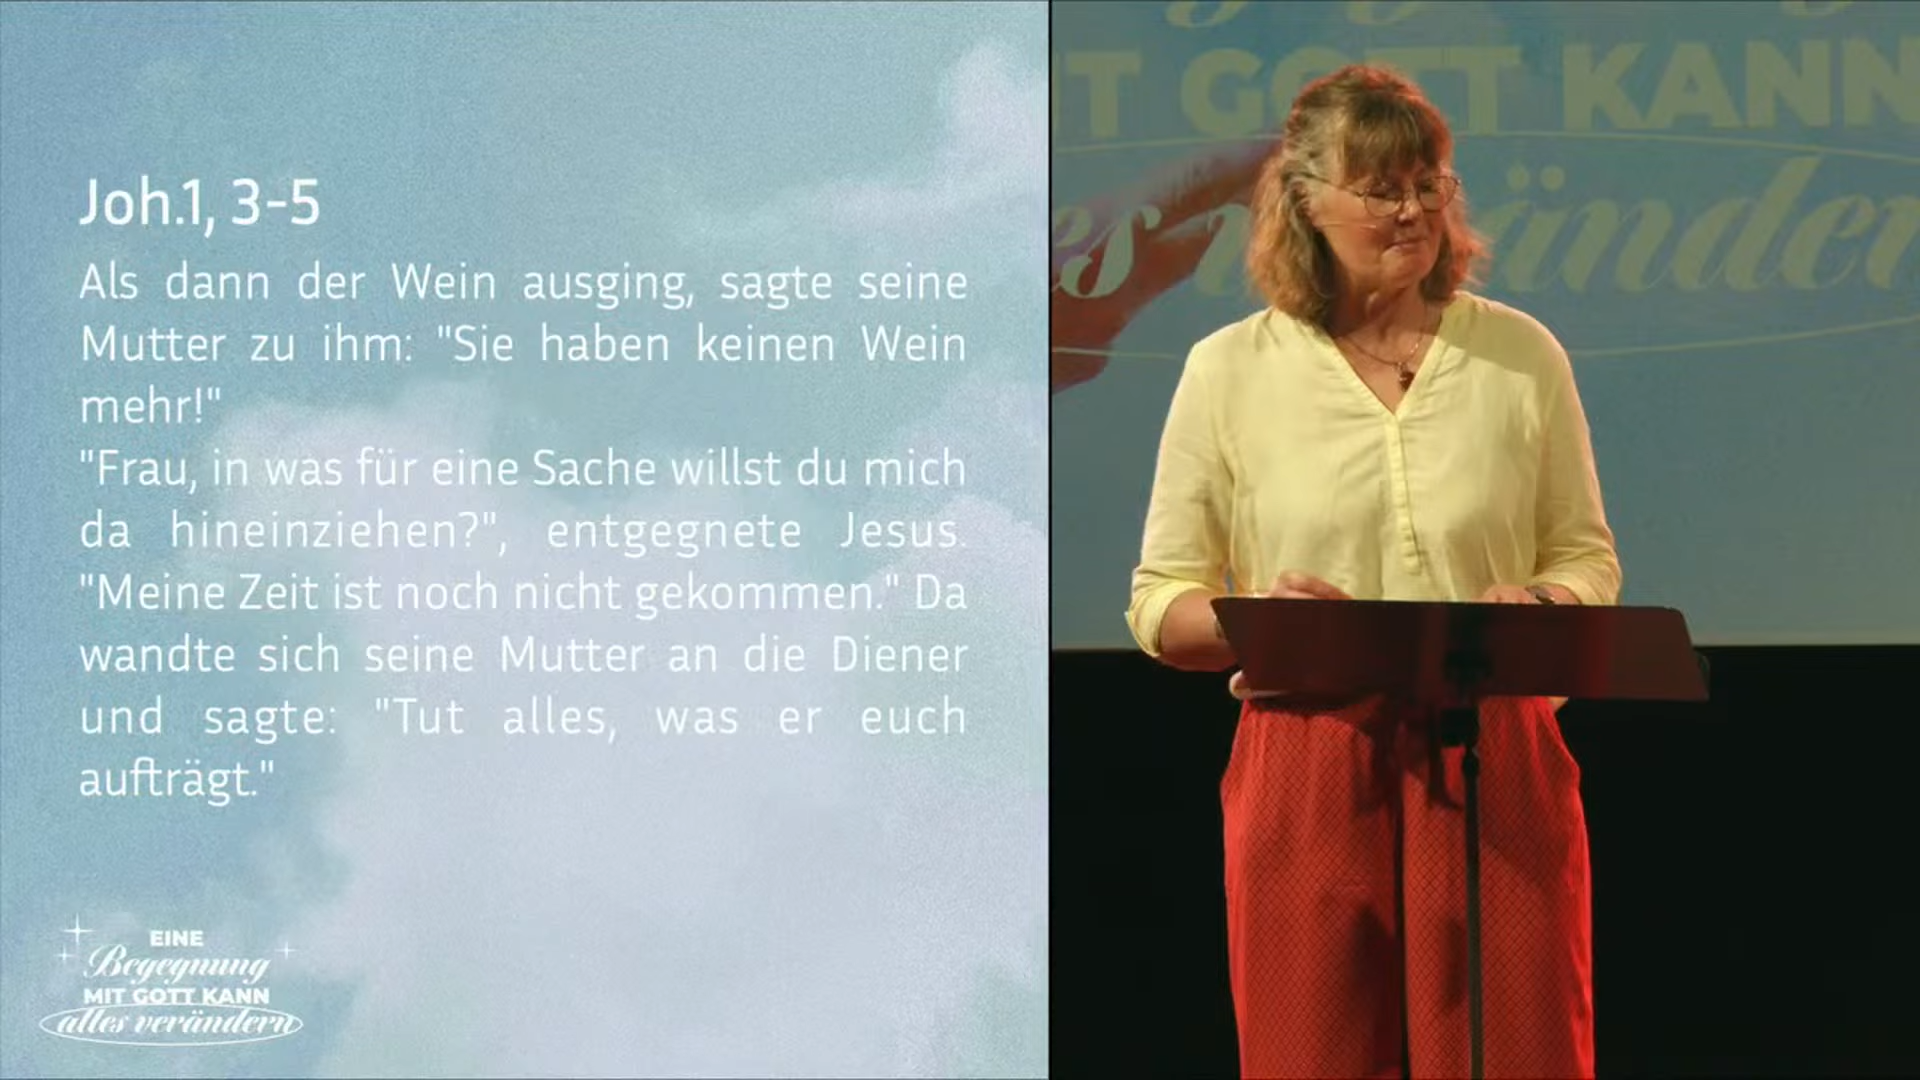 Joh.1, 3-5
Als dann der Wein ausging, sagte seine
Mutter zu ihm: "Sie haben keinen Wein
mehr!"
"Frau, in was für eine Sache willst du mich
da hineinziehen?", entgegnete Jesus.
"Meine Zeit ist noch nicht gekommen." Da
wandte sich seine Mutter an die Diener
und sagte: "Tut alles, was er euch
aufträgt."
EINE
Begegnung
MIT GOTT KANN
alles verändern
T GOTT KANN
es verändern